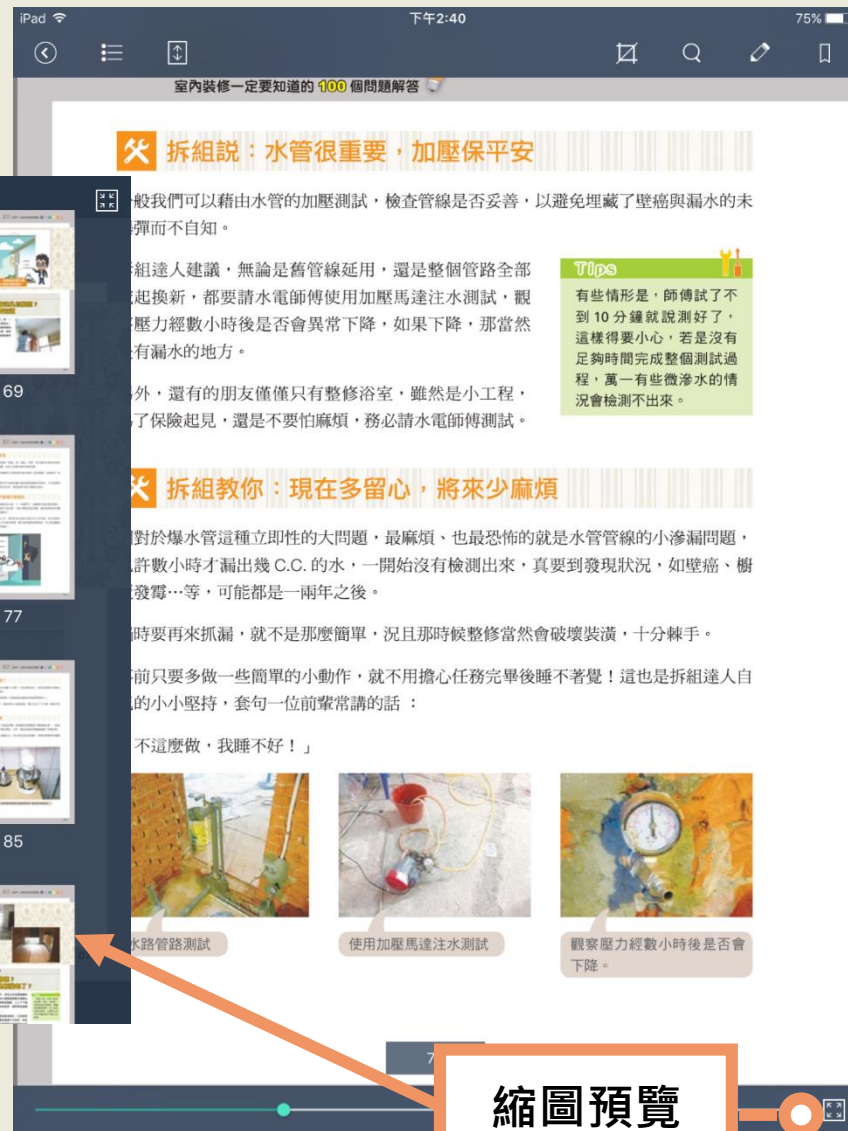 iPad
下午2:40
75%
室內裝修一定要知道的 100 個問題解答
拆組説：水管很重要，加壓保平安
般我們可以藉由水管的加壓測試，檢查管線是否妥善，以避免埋藏了壁癌與漏水的未
彈而不自知。
組達人建議，無論是舊管線延用，還是整個管路全部
起換新，都要請水電師傅使用加壓馬達注水測試，觀
壓力經數小時後是否會異常下降，如果下降，那當然
有漏水的地方。
外，還有的朋友僅僅只有整修浴室，雖然是小工程，
了保險起見，還是不要怕麻煩，務必請水電師傅測試。
Tips
有些情形是，師傅試了不
到 10 分鐘就說測好了，
這樣得要小心，若是沒有
足夠時間完成整個測試過
程，萬一有些微滲水的情
況會檢測不出來。
拆組教你：現在多留心，將來少麻煩
對於爆水管這種立即性的大問題，最麻煩、也最恐怖的就是水管管線的小滲漏問題，
許數小時才漏出幾 C.C. 的水，一開始沒有檢測出來，真要到發現狀況，如壁癌、櫥
發霉…等，可能都是一兩年之後。
時要再來抓漏，就不是那麼簡單，況且那時候整修當然會破壞裝潢，十分棘手。
前只要多做一些簡單的小動作，就不用擔心任務完畢後睡不著覺！這也是拆組達人自
的小小堅持，套句一位前輩常講的話：
不這麼做，我睡不好！」
水路管路測試
使用加壓馬達注水測試
觀察壓力經數小時後是否會
下降。
69
77
85
7
縮圖預覽